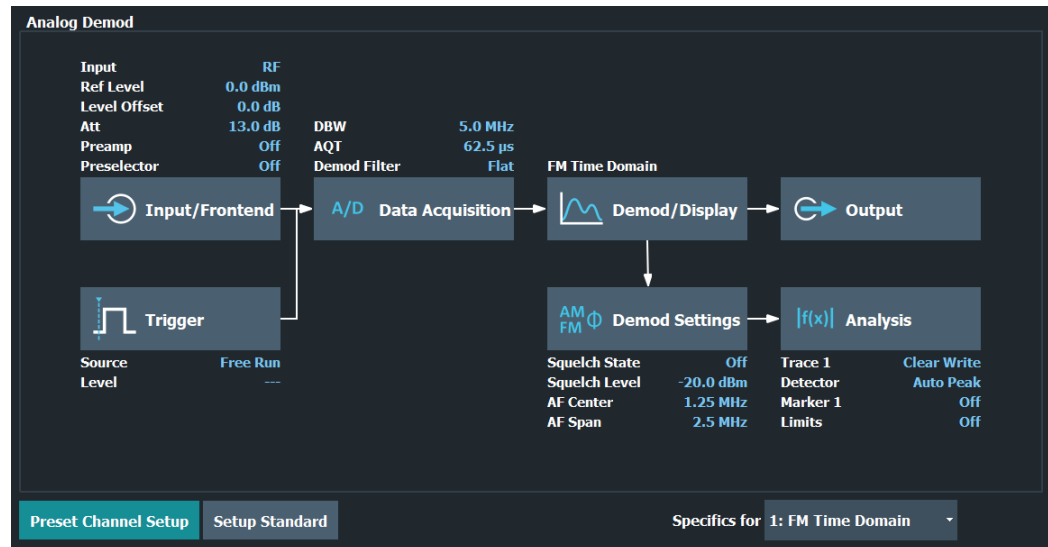 Analog Demod
Input RF
Ref Level 0.0 dBm
Level Offset 0.0 dB
Att 13.0 dB
Preamp Off
Preselector Off
DBW 5.0 MHz
AQT 62.5 µs
Demod Filter Flat
FM Time Domain
Input/Frontend
A/D Data Acquisition
Demod/Display
Output
Trigger
Source Free Run
Level ---
AM FM Φ Demod Settings
Squelch State Off
Squelch Level -20.0 dBm
AF Center 1.25 MHz
AF Span 2.5 MHz
|f(x)| Analysis
Trace 1 Clear Write
Detector Auto Peak
Marker 1 Off
Limits Off
Preset Channel Setup
Setup Standard
Specifics for 1: FM Time Domain